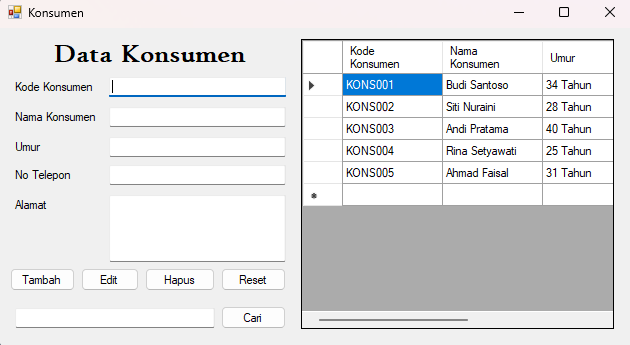 Konsumen
Data Konsumen
Kode Konsumen
Nama Konsumen
Umur
No Telepon
Alamat
Tambah Edit Hapus Reset
Cari
Kode Konsumen Nama Konsumen Umur
KONS001 Budi Santoso 34 Tahun
KONS002 Siti Nuraini 28 Tahun
KONS003 Andi Pratama 40 Tahun
KONS004 Rina Setyawati 25 Tahun
KONS005 Ahmad Faisal 31 Tahun